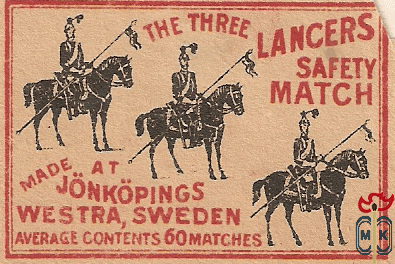 THE THREE
LANCERS
SAFETY
MATCH
MADE AT
JÖNKÖPINGS
WESTRA, SWEDEN
AVERAGE CONTENTS 60 MATCHES
MK